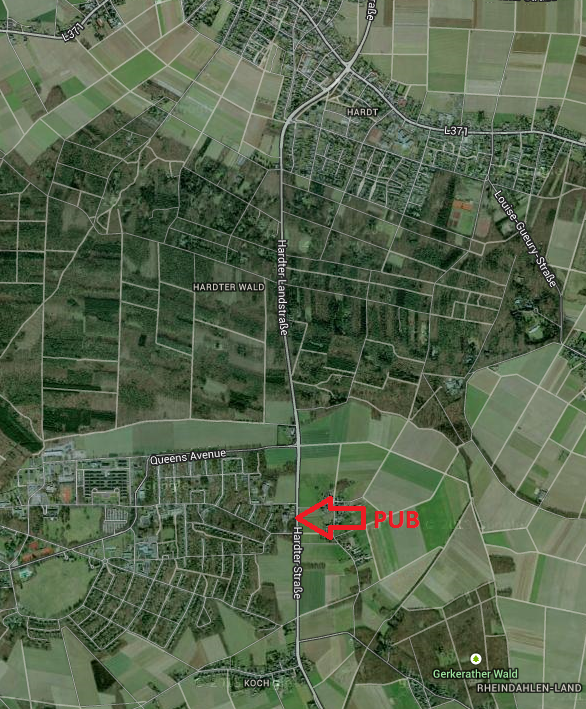 L371
HARDT
L371
Louise-Gueury-Straße
Hardter Landstraße
HARDTER WALD
Queens Avenue
PUB
Hardter Straße
Gerkerather Wald
KOCH
RHEINDAHLEN-LAND